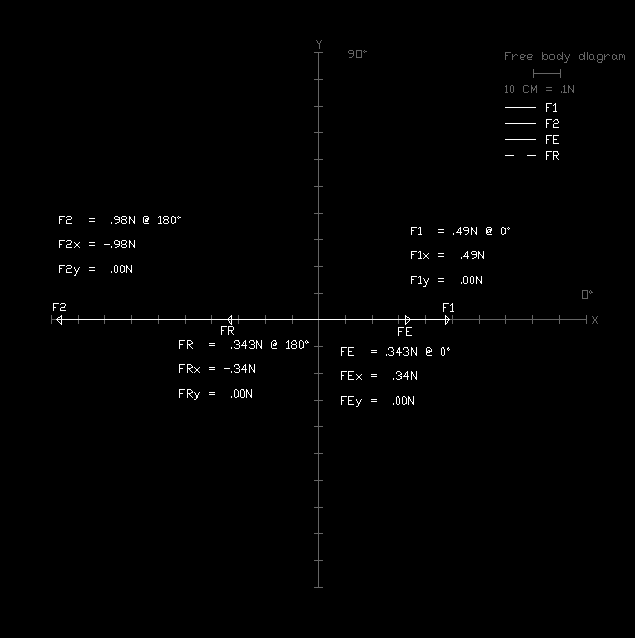 Y
90°
Free body diagram
10 CM = .1N
F1
F2
FE
FR
F2 = .98N @ 180°
F2x = -.98N
F2y = .00N
F1 = .49N @ 0°
F1x = .49N
F1y = .00N
0°
F2
F1
X
FR
FE
FR = .343N @ 180°
FRx = -.34N
FRy = .00N
FE = .343N @ 0°
FEx = .34N
FEy = .00N